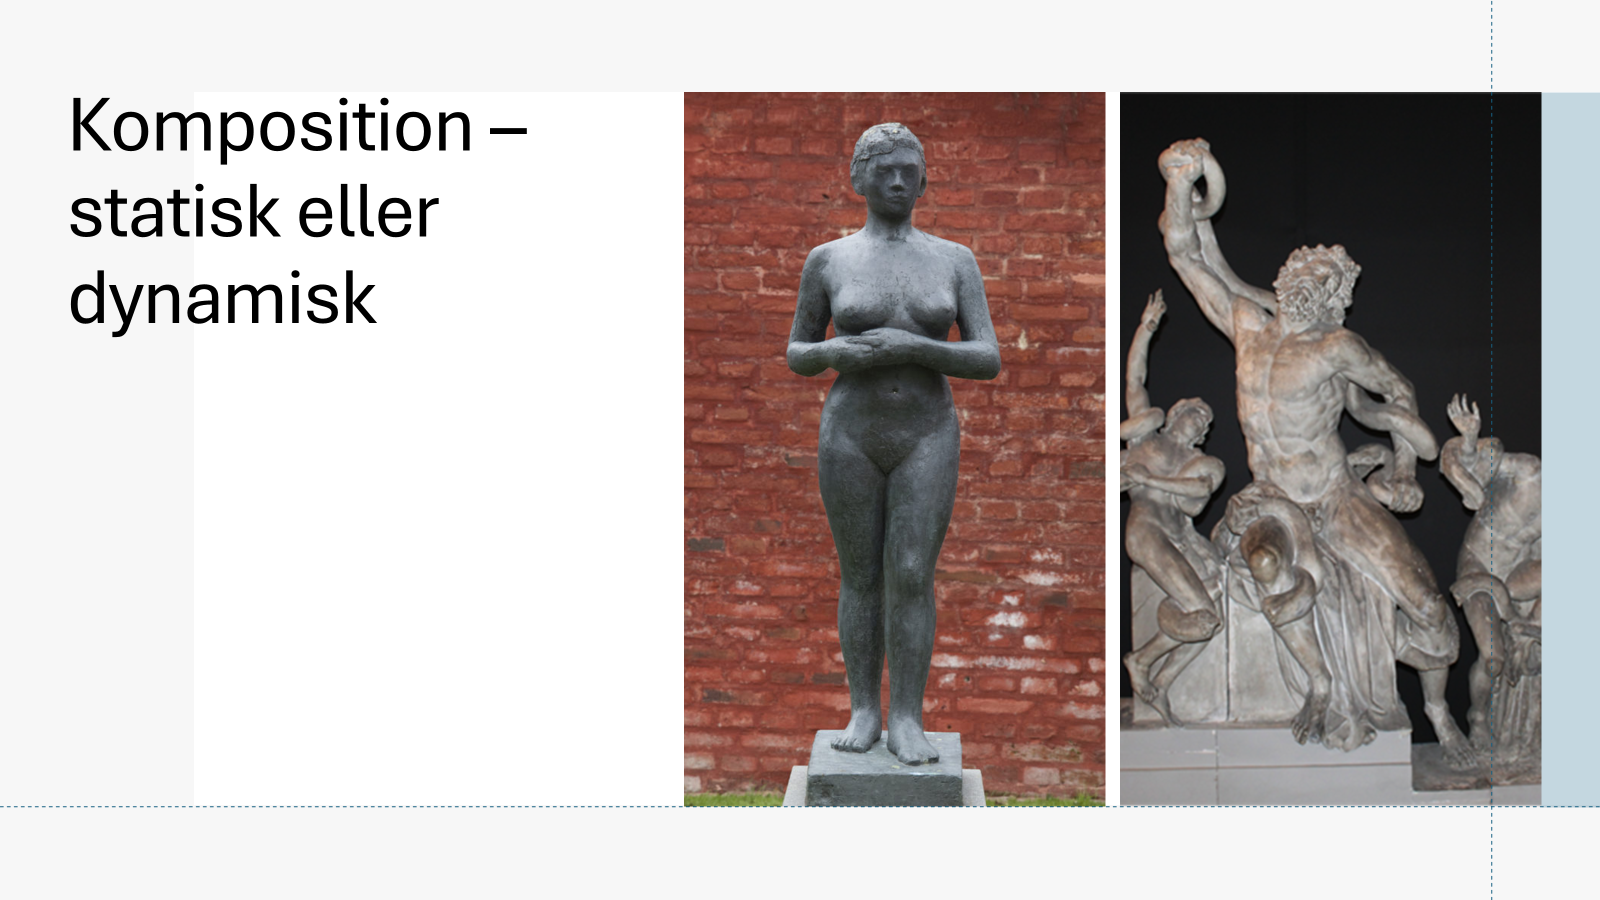 Komposition –
statisk eller
dynamisk